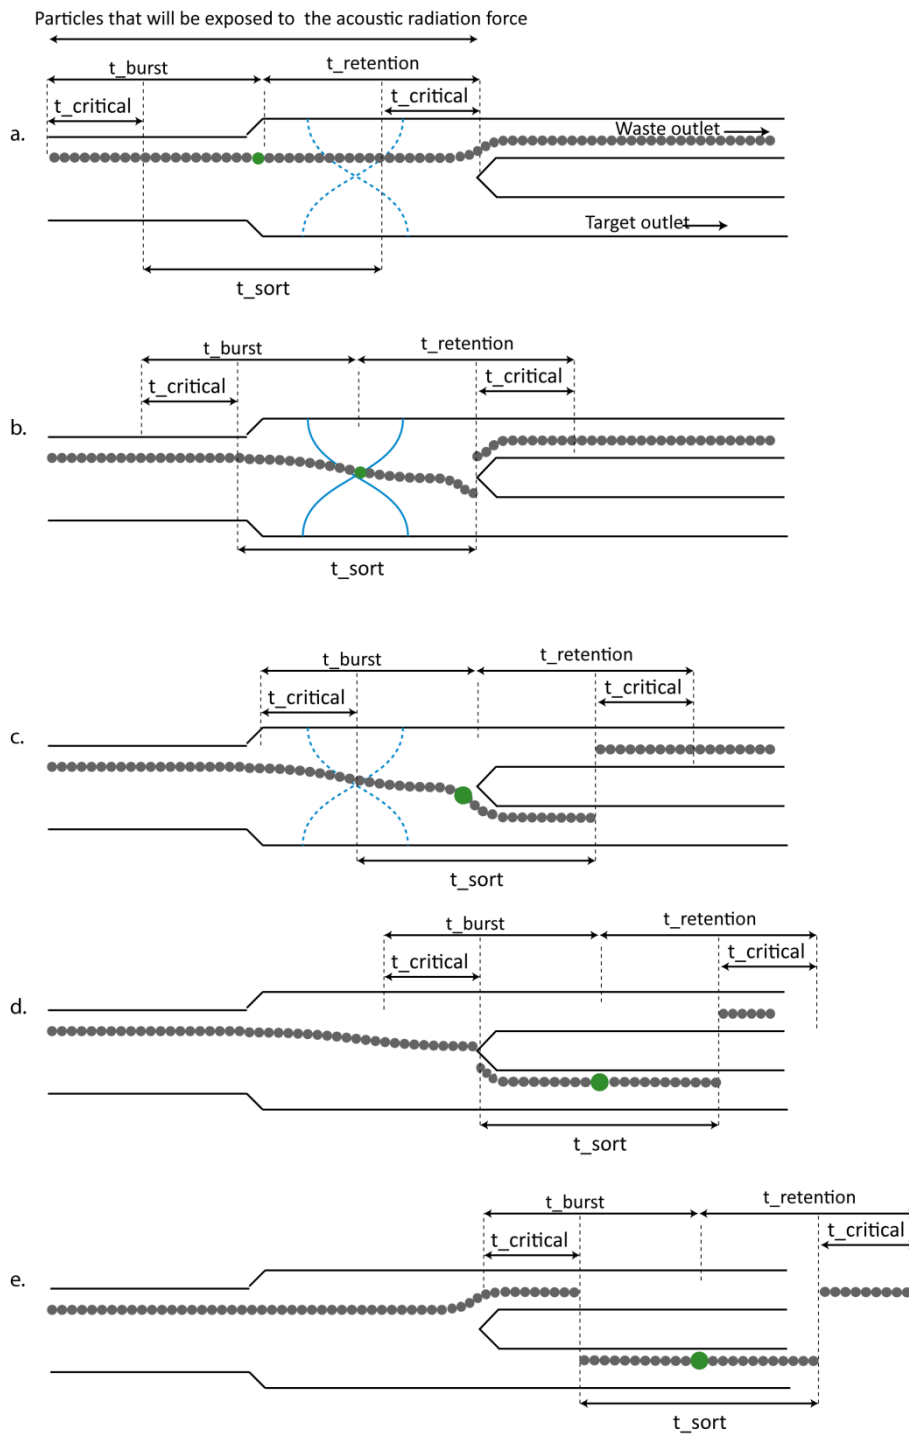 Particles that will be exposed to the acoustic radiation force
t_burst
t_retention
t_critical
t_critical
a.
Waste outlet
Target outlet
t_sort
t_burst
t_retention
t_critical
t_critical
b.
t_sort
t_burst
t_retention
t_critical
t_critical
c.
t_sort
t_burst
t_retention
t_critical
t_critical
d.
t_sort
t_burst
t_retention
t_critical
t_critical
e.
t_sort